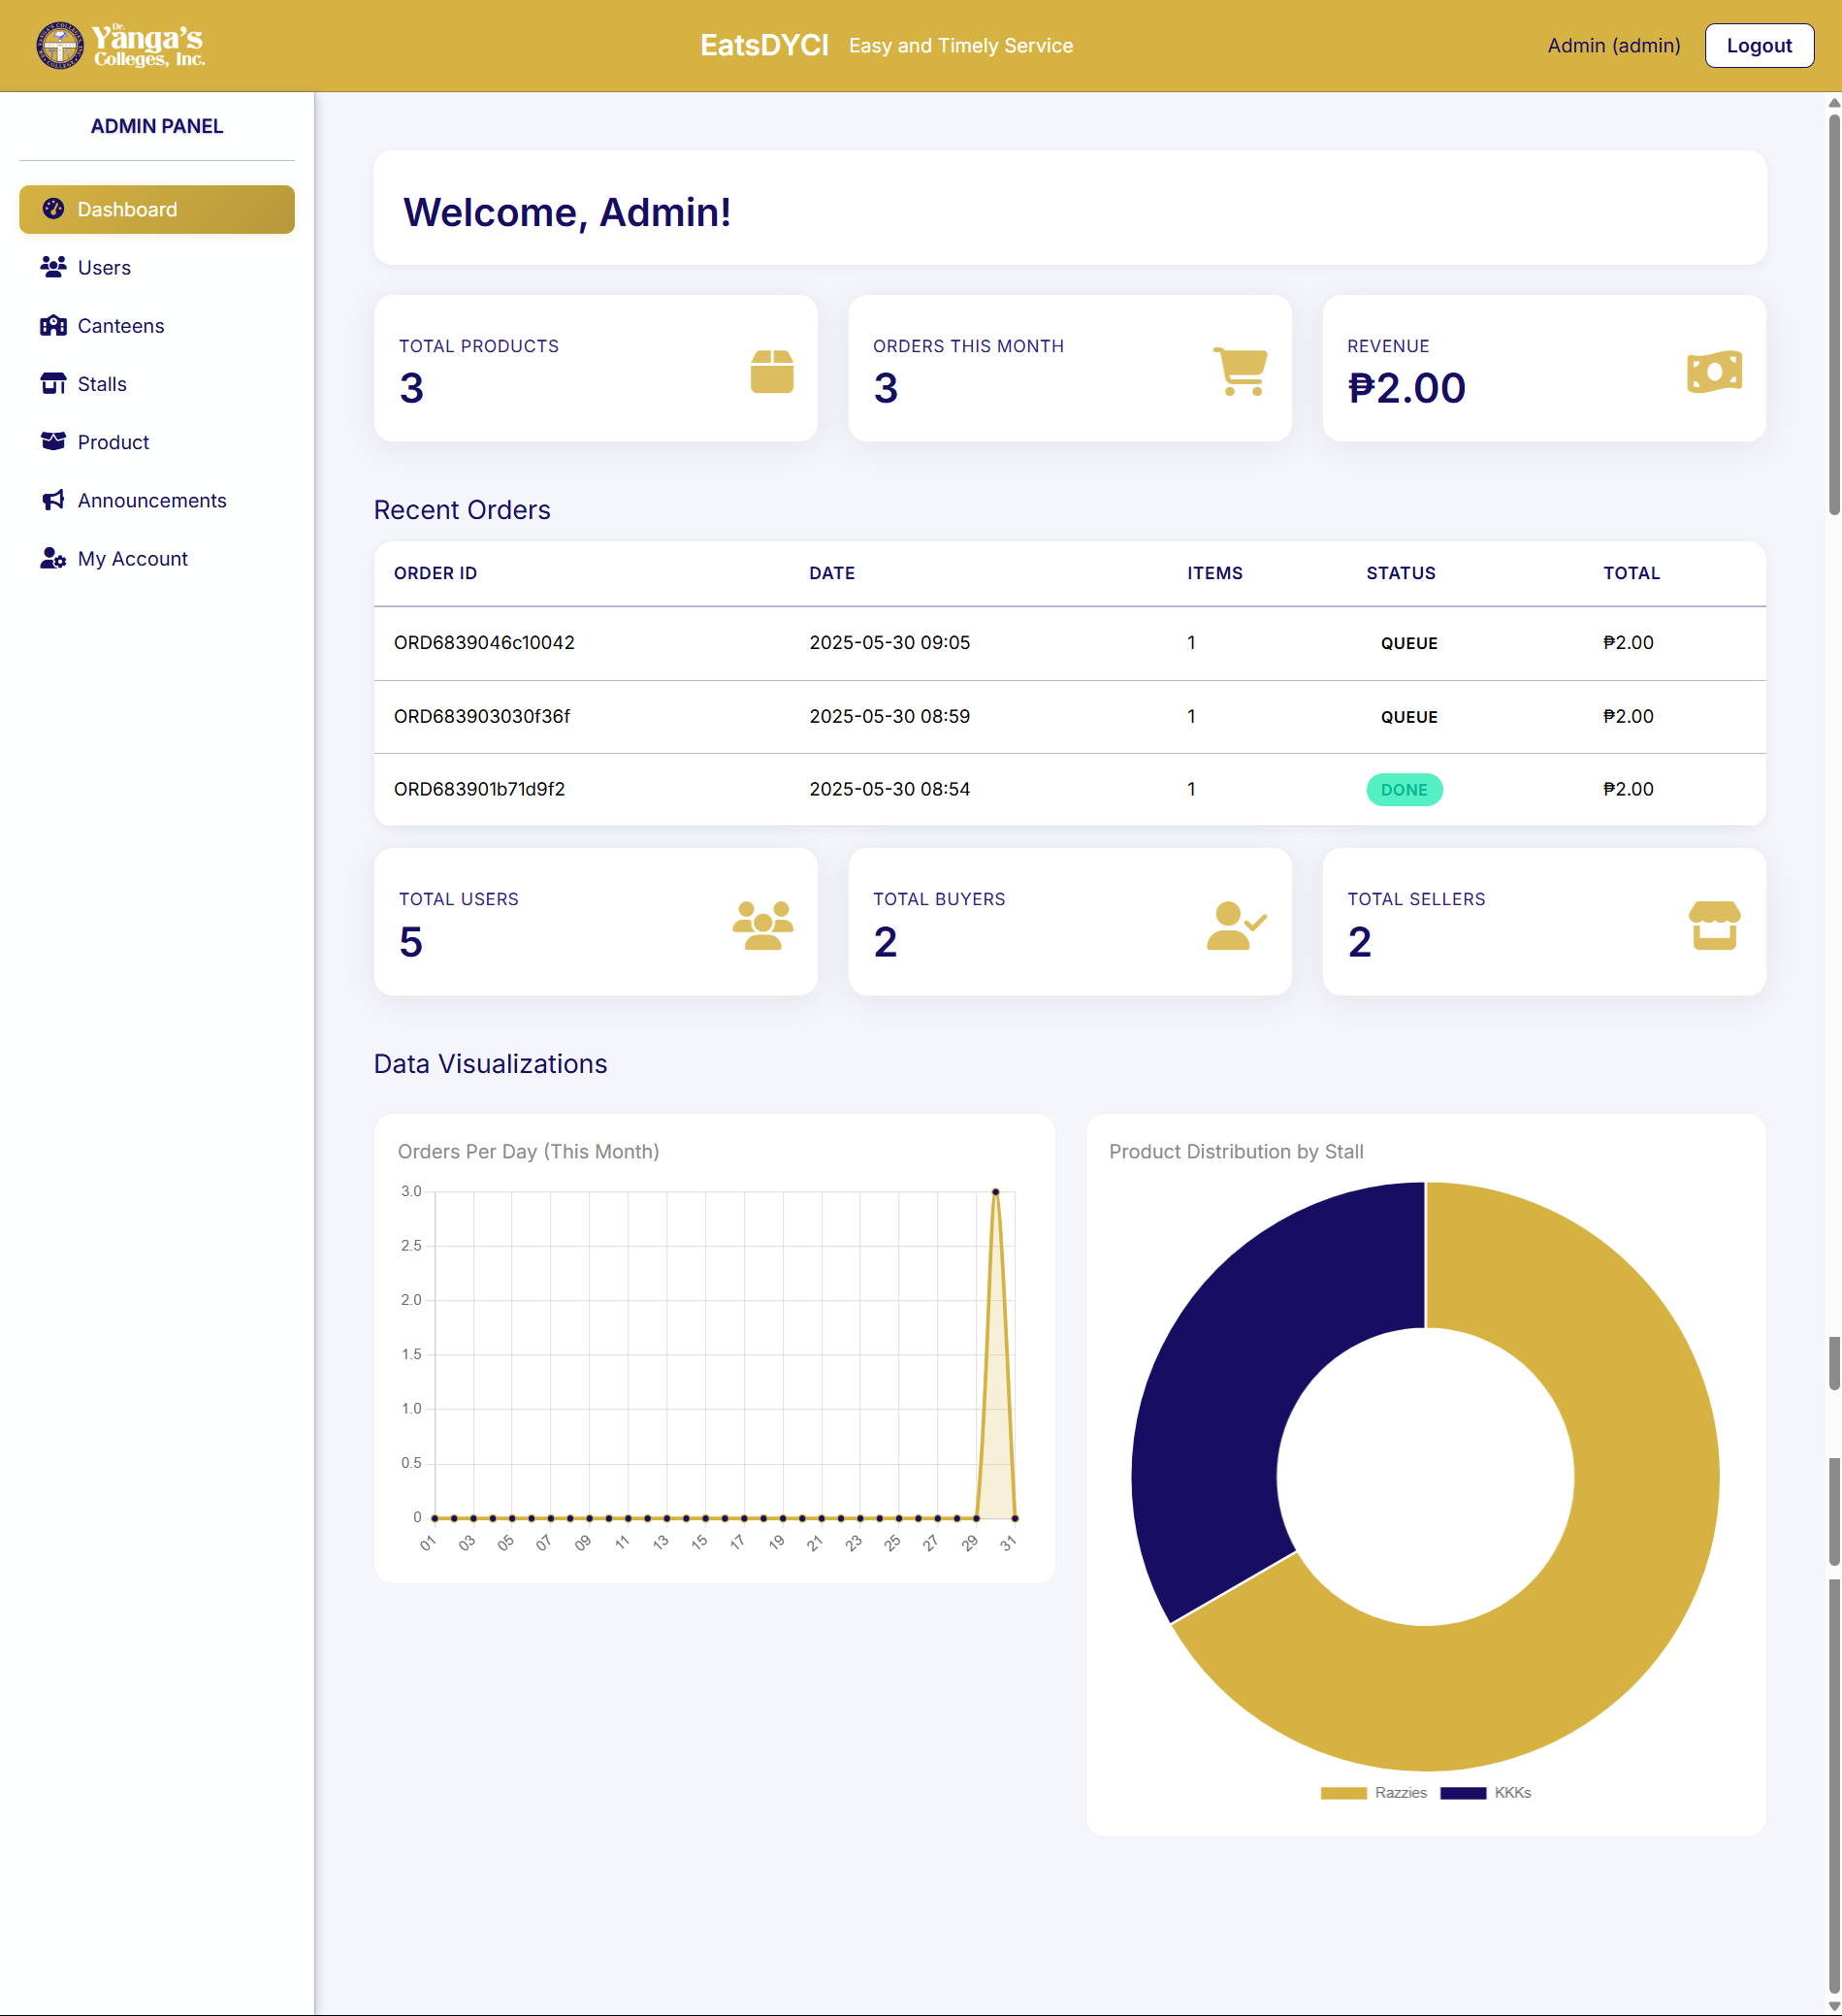 Dr.
Yanga's
Colleges, Inc.
EatsDYCI Easy and Timely Service
Admin (admin) Logout
ADMIN PANEL
Dashboard
Users
Canteens
Stalls
Product
Announcements
My Account
Welcome, Admin!
TOTAL PRODUCTS
3
ORDERS THIS MONTH
3
REVENUE
₱2.00
Recent Orders
ORDER ID DATE ITEMS STATUS TOTAL
ORD6839046c10042 2025-05-30 09:05 1 QUEUE ₱2.00
ORD683903030f36f 2025-05-30 08:59 1 QUEUE ₱2.00
ORD683901b71d9f2 2025-05-30 08:54 1 DONE ₱2.00
TOTAL USERS
5
TOTAL BUYERS
2
TOTAL SELLERS
2
Data Visualizations
Orders Per Day (This Month)
3.0
2.5
2.0
1.5
1.0
0.5
0
01 03 05 07 09 11 13 15 17 19 21 23 25 27 29 31
Product Distribution by Stall
Razzies KKKs